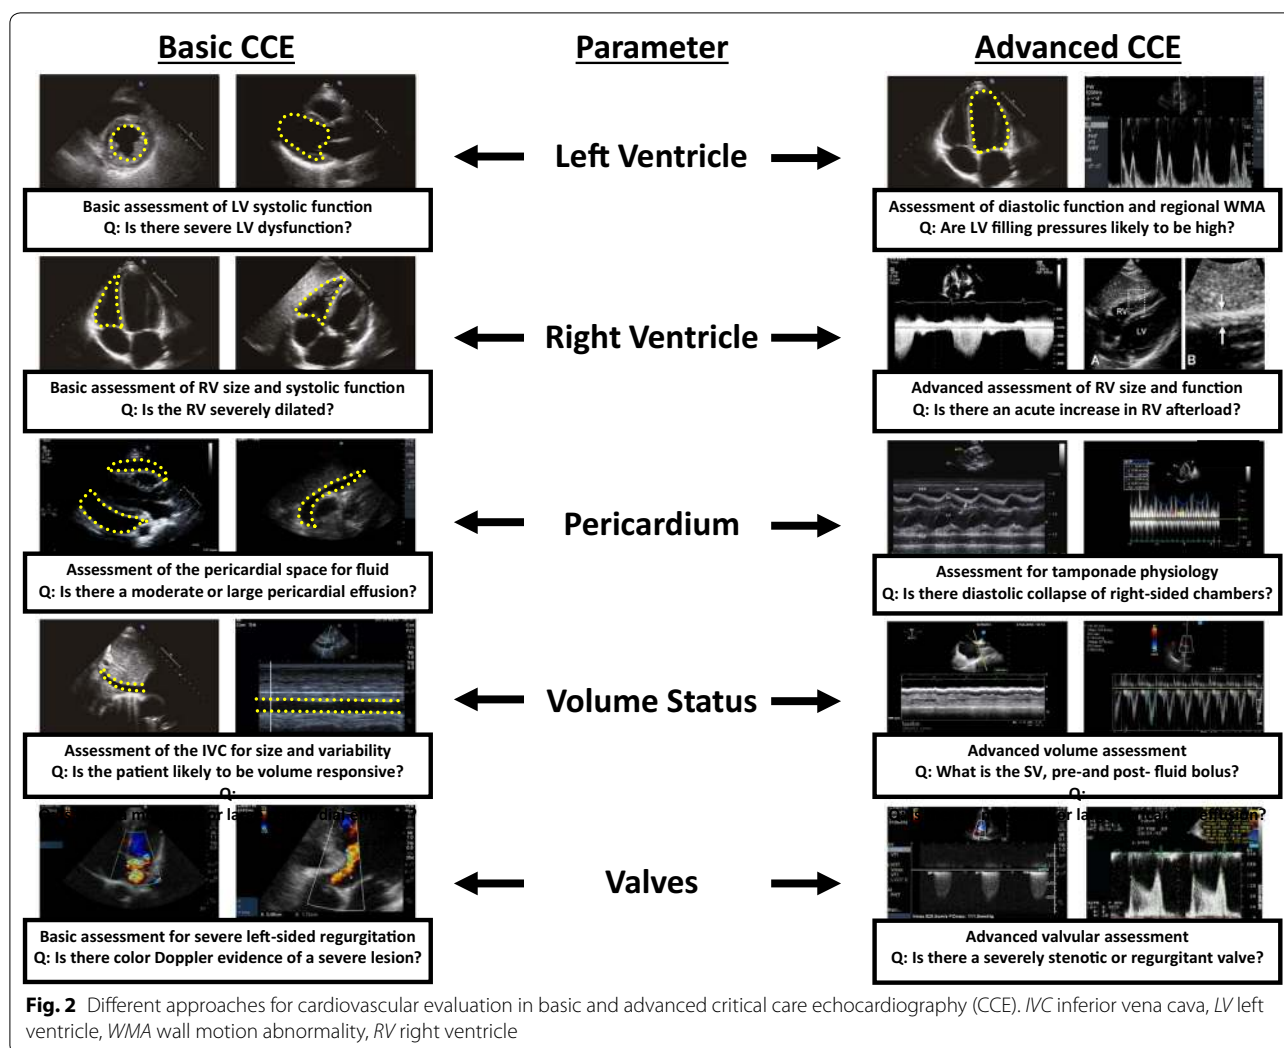 Basic CCE
Parameter
Advanced CCE
Left Ventricle
Basic assessment of LV systolic function
Q: Is there severe LV dysfunction?
Assessment of diastolic function and regional WMA
Q: Are LV filling pressures likely to be high?
Right Ventricle
RV
LV
A
B
Basic assessment of RV size and systolic function
Q: Is the RV severely dilated?
Advanced assessment of RV size and function
Q: Is there an acute increase in RV afterload?
Pericardium
Assessment of the pericardial space for fluid
Q: Is there a moderate or large pericardial effusion?
Assessment for tamponade physiology
Q: Is there diastolic collapse of right-sided chambers?
Volume Status
Assessment of the IVC for size and variability
Q: Is the patient likely to be volume responsive?
Q:
Advanced volume assessment
Q: What is the SV, pre-and post- fluid bolus?
Q:
Valves
Basic assessment for severe left-sided regurgitation
Q: Is there color Doppler evidence of a severe lesion?
Advanced valvular assessment
Q: Is there a severely stenotic or regurgitant valve?
Fig. 2 Different approaches for cardiovascular evaluation in basic and advanced critical care echocardiography (CCE). IVC inferior vena cava, LV left
ventricle, WMA wall motion abnormality, RV right ventricle